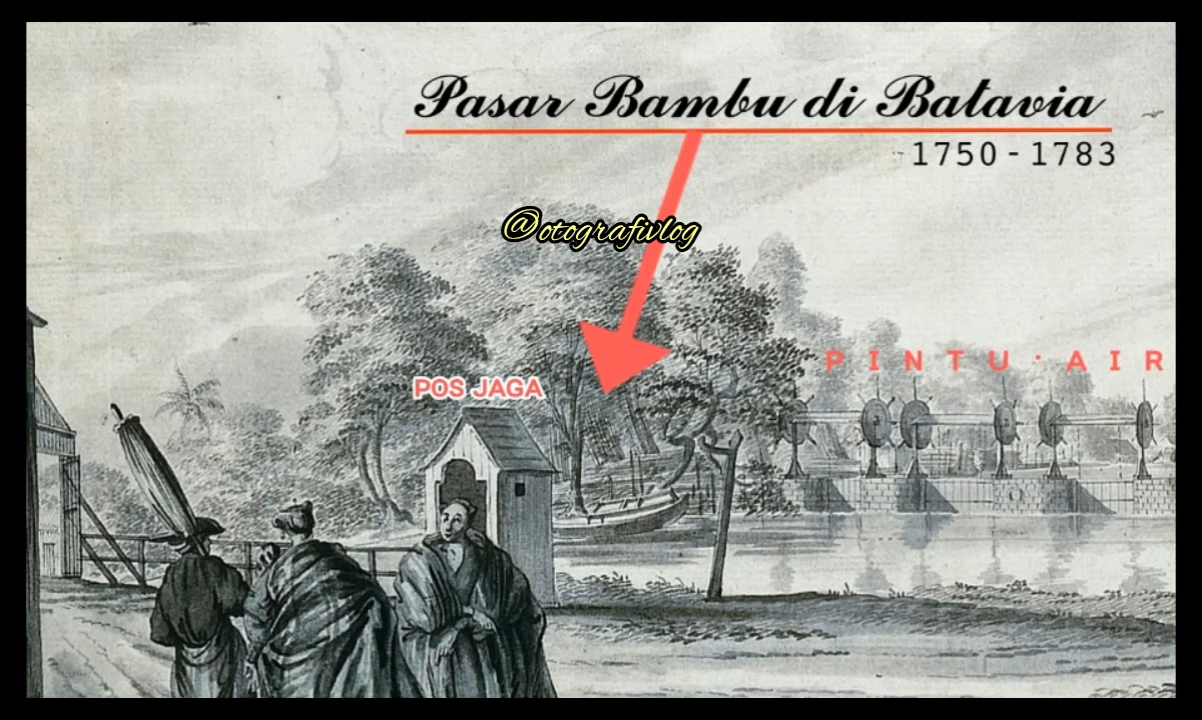 Pasar Bambu di Batavia
1750 - 1783
@otografivlog
PINTU AIR
POS JAGA